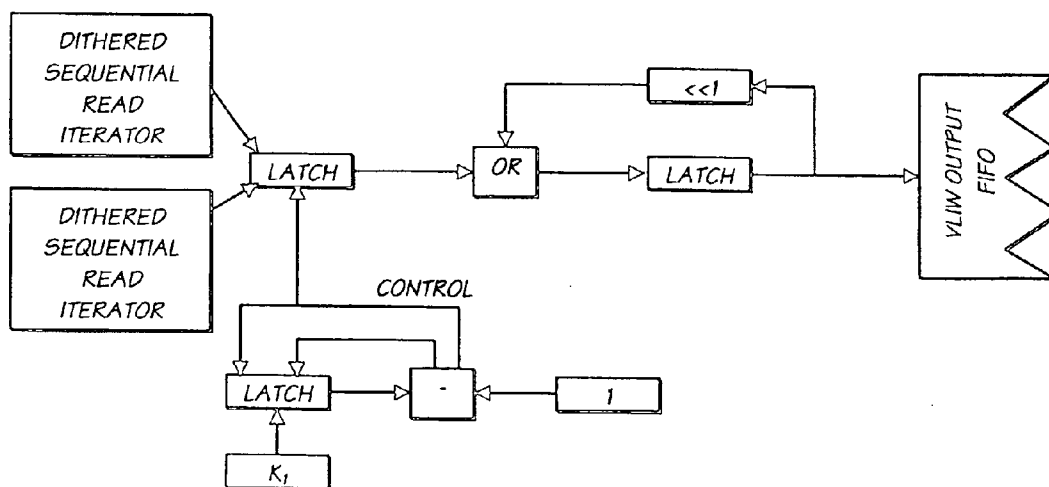 DITHERED
SEQUENTIAL
READ
ITERATOR
DITHERED
SEQUENTIAL
READ
ITERATOR
LATCH
OR
<<1
LATCH
VLIW OUTPUT
FIFO
CONTROL
LATCH
-
1
K₁